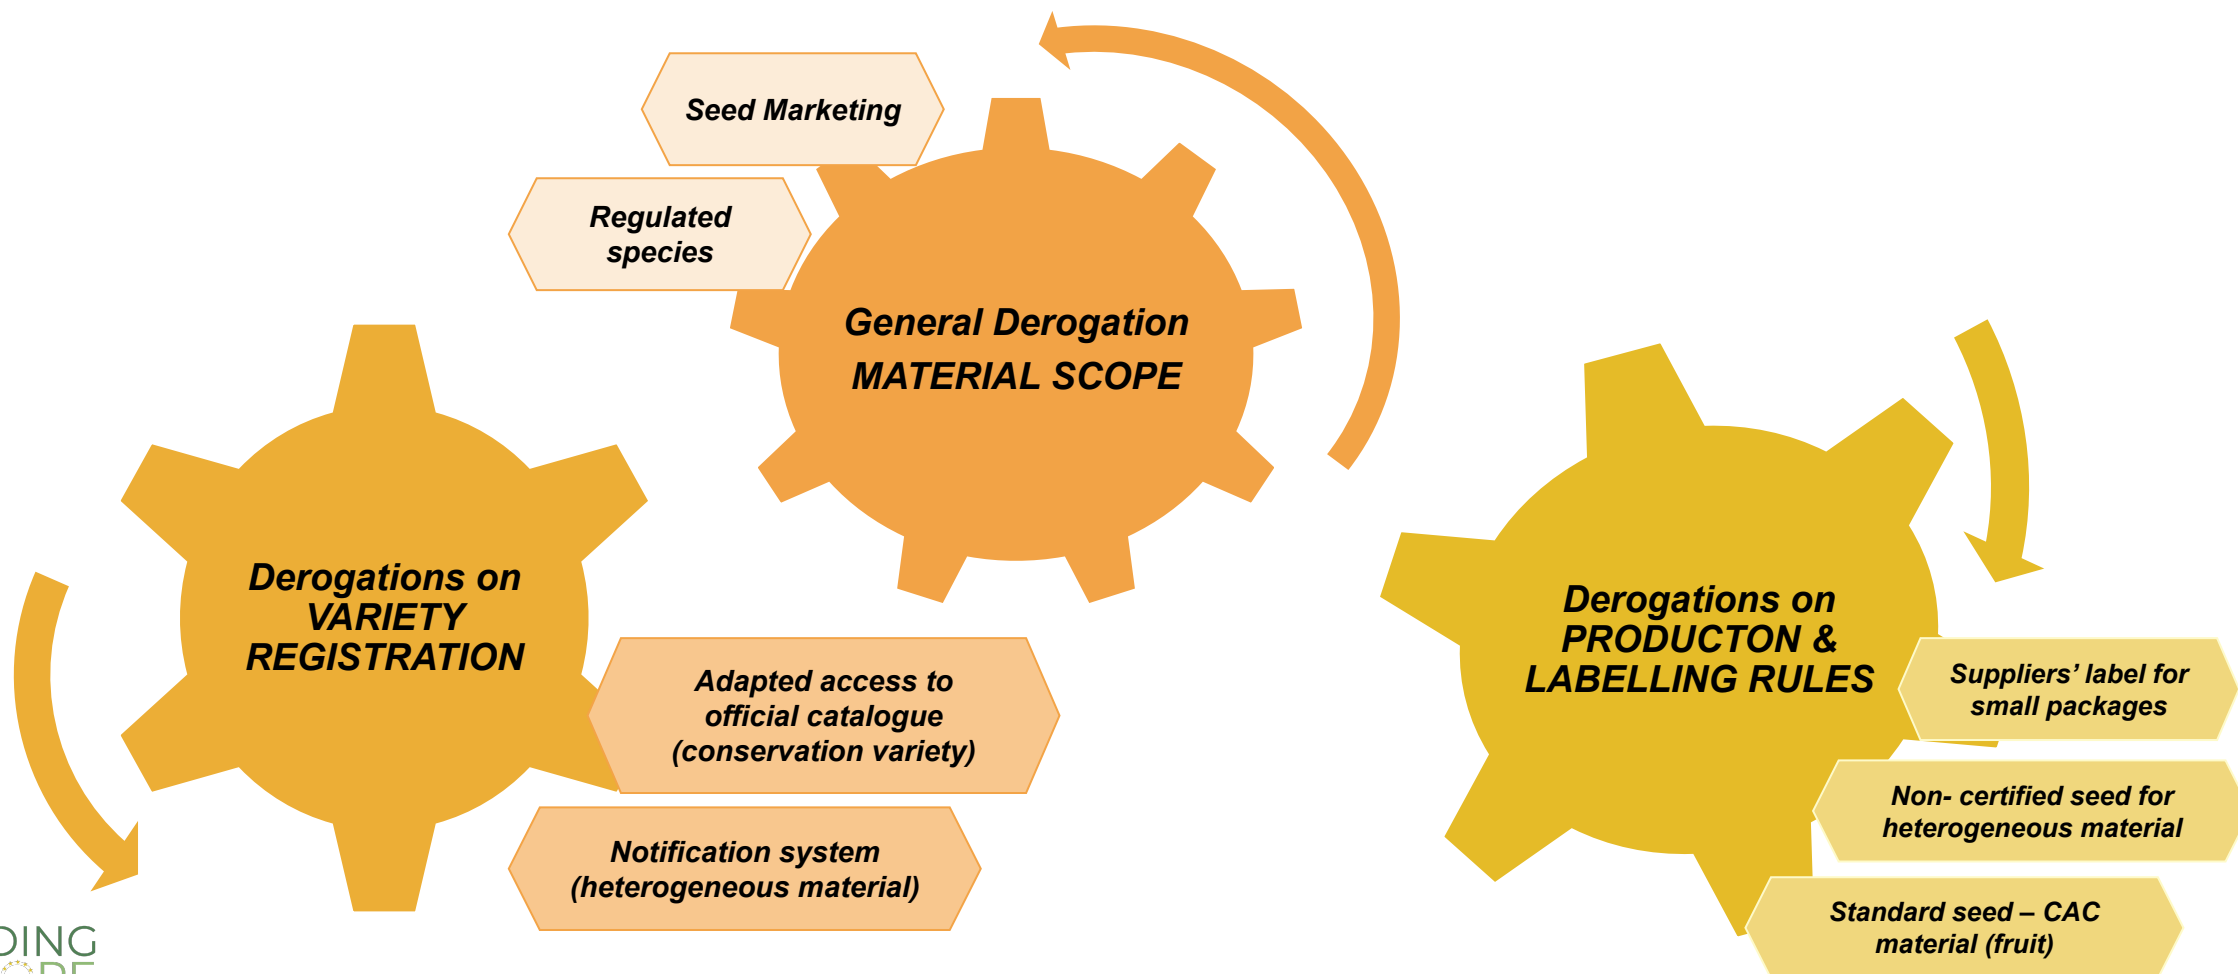 Seed Marketing
Regulated
species
General Derogation
MATERIAL SCOPE
Derogations on
VARIETY
REGISTRATION
Adapted access to
official catalogue
(conservation variety)
Notification system
(heterogeneous material)
Derogations on
PRODUCTON &
LABELLING RULES
Suppliers’ label for
small packages
Non- certified seed for
heterogeneous material
Standard seed – CAC
material (fruit)
DING